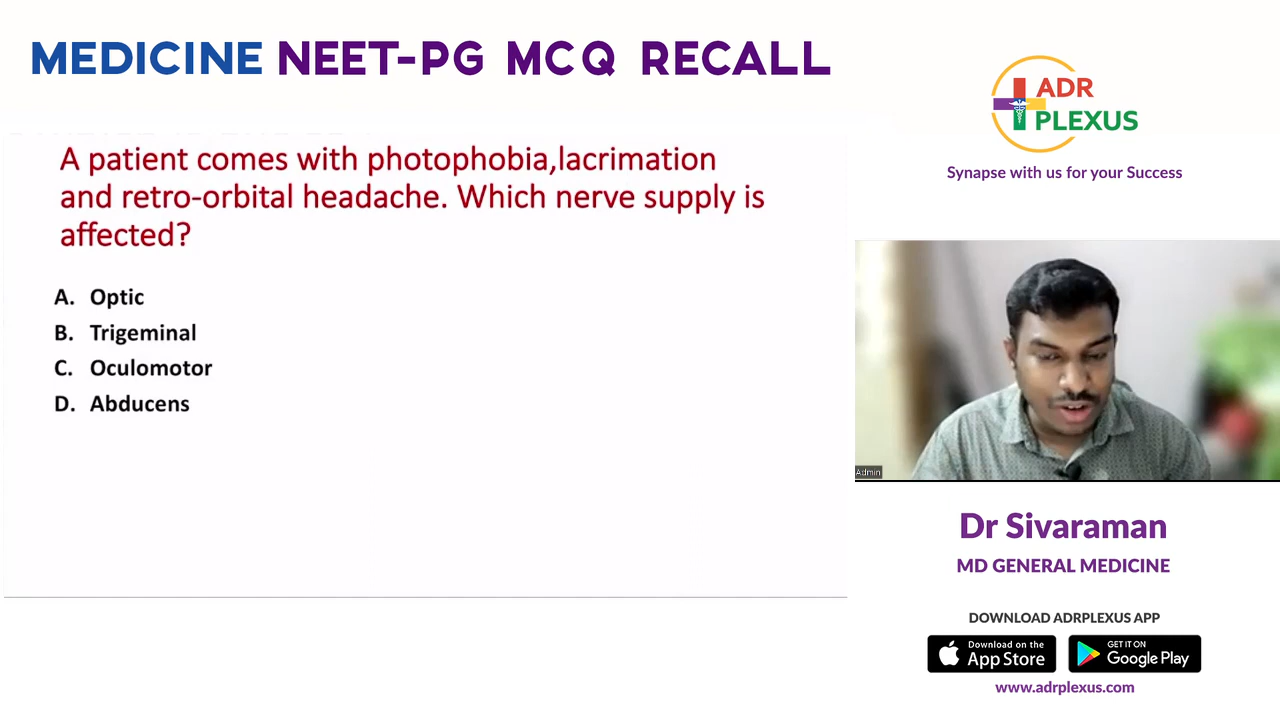 MEDICINE NEET-PG MCQ RECALL
ADR
PLEXUS
Synapse with us for your Success
A patient comes with photophobia,lacrimation
and retro-orbital headache. Which nerve supply is
affected?
A. Optic
B. Trigeminal
C. Oculomotor
D. Abducens
Admin
Dr Sivaraman
MD GENERAL MEDICINE
DOWNLOAD ADRPLEXUS APP
Download on the
App Store
GET IT ON
Google Play
www.adrplexus.com